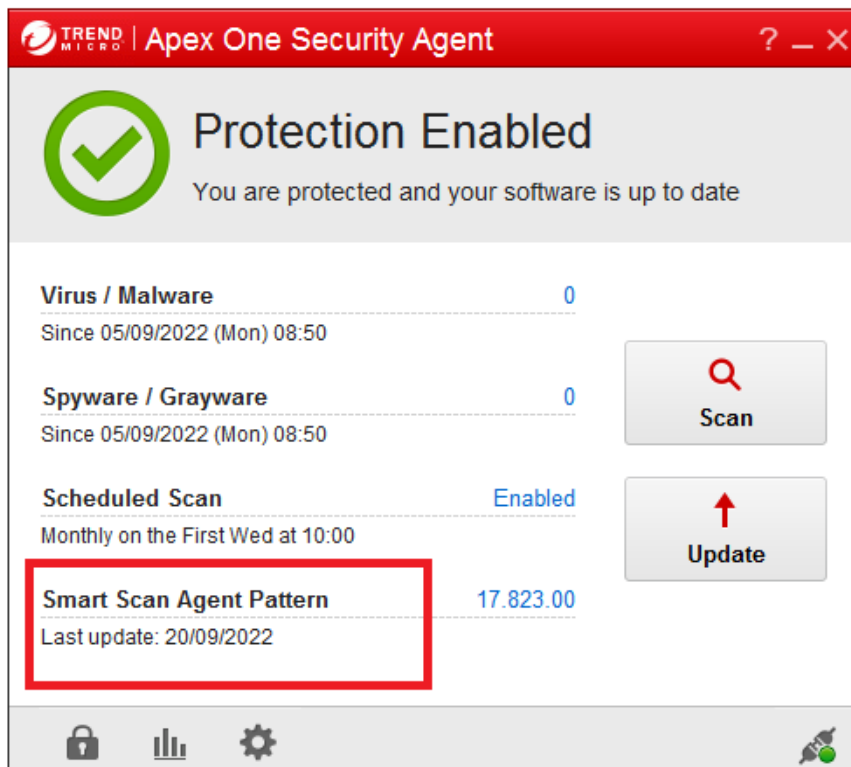 TREND MICRO | Apex One Security Agent ?
Protection Enabled
You are protected and your software is up to date
Virus / Malware 0
Since 05/09/2022 (Mon) 08:50
Spyware / Grayware 0
Since 05/09/2022 (Mon) 08:50
Scan
Scheduled Scan Enabled
Monthly on the First Wed at 10:00
Update
Smart Scan Agent Pattern 17.823.00
Last update: 20/09/2022